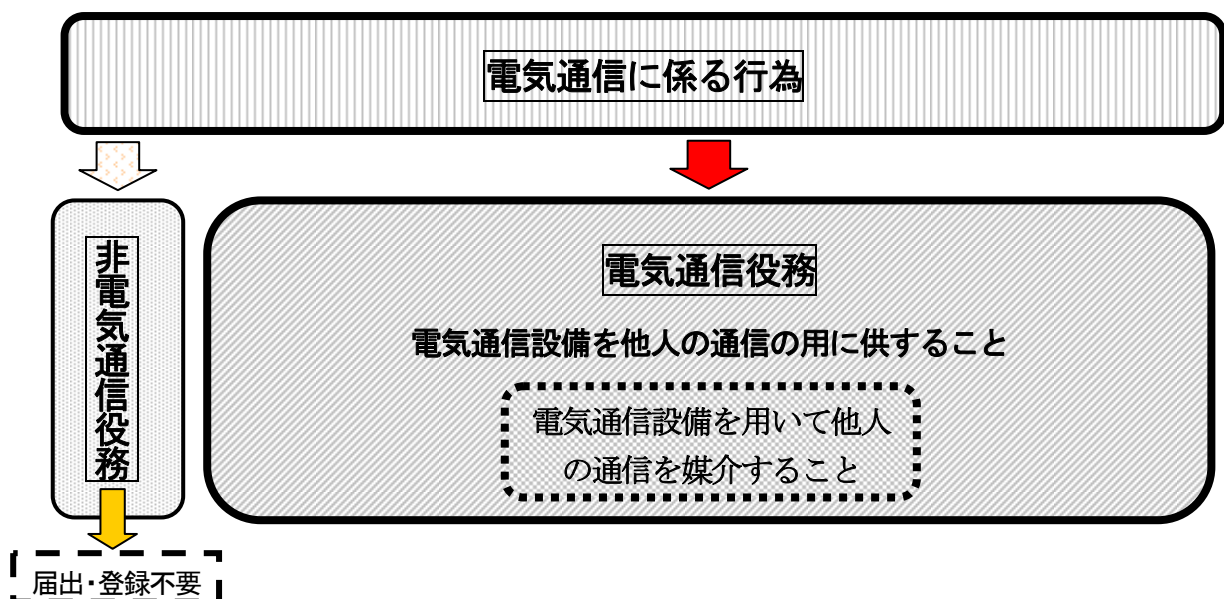 電気通信に係る行為
非電気通信役務
電気通信役務
電気通信設備を他人の通信の用に供すること
電気通信設備を用いて他人
の通信を媒介すること
届出・登録不要